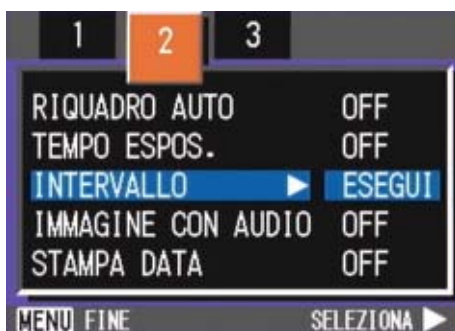 1 2 3
RIQUADRO AUTO OFF
TEMPO ESPOS. OFF
INTERVALLO ▶ ESEGUI
IMMAGINE CON AUDIO OFF
STAMPA DATA OFF
MENU FINE SELEZIONA ▶